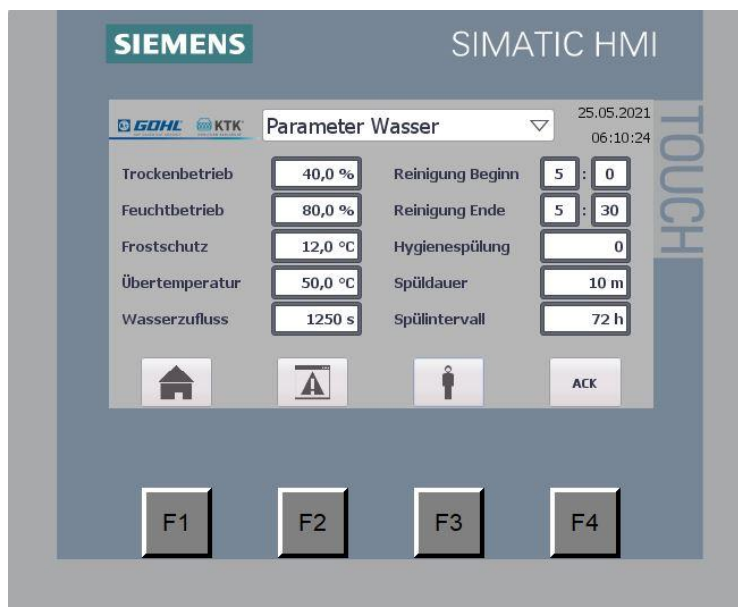 SIEMENS
SIMATIC HMI
TOUCH
GOHL KTK
Parameter Wasser
25.05.2021
06:10:24
Trockenbetrieb 40,0 % Reinigung Beginn 5 : 0
Feuchtbetrieb 80,0 % Reinigung Ende 5 : 30
Frostschutz 12,0 °C Hygienespülung 0
Übertemperatur 50,0 °C Spüldauer 10 m
Wasserzufluss 1250 s Spülintervall 72 h
ACK
F1 F2 F3 F4